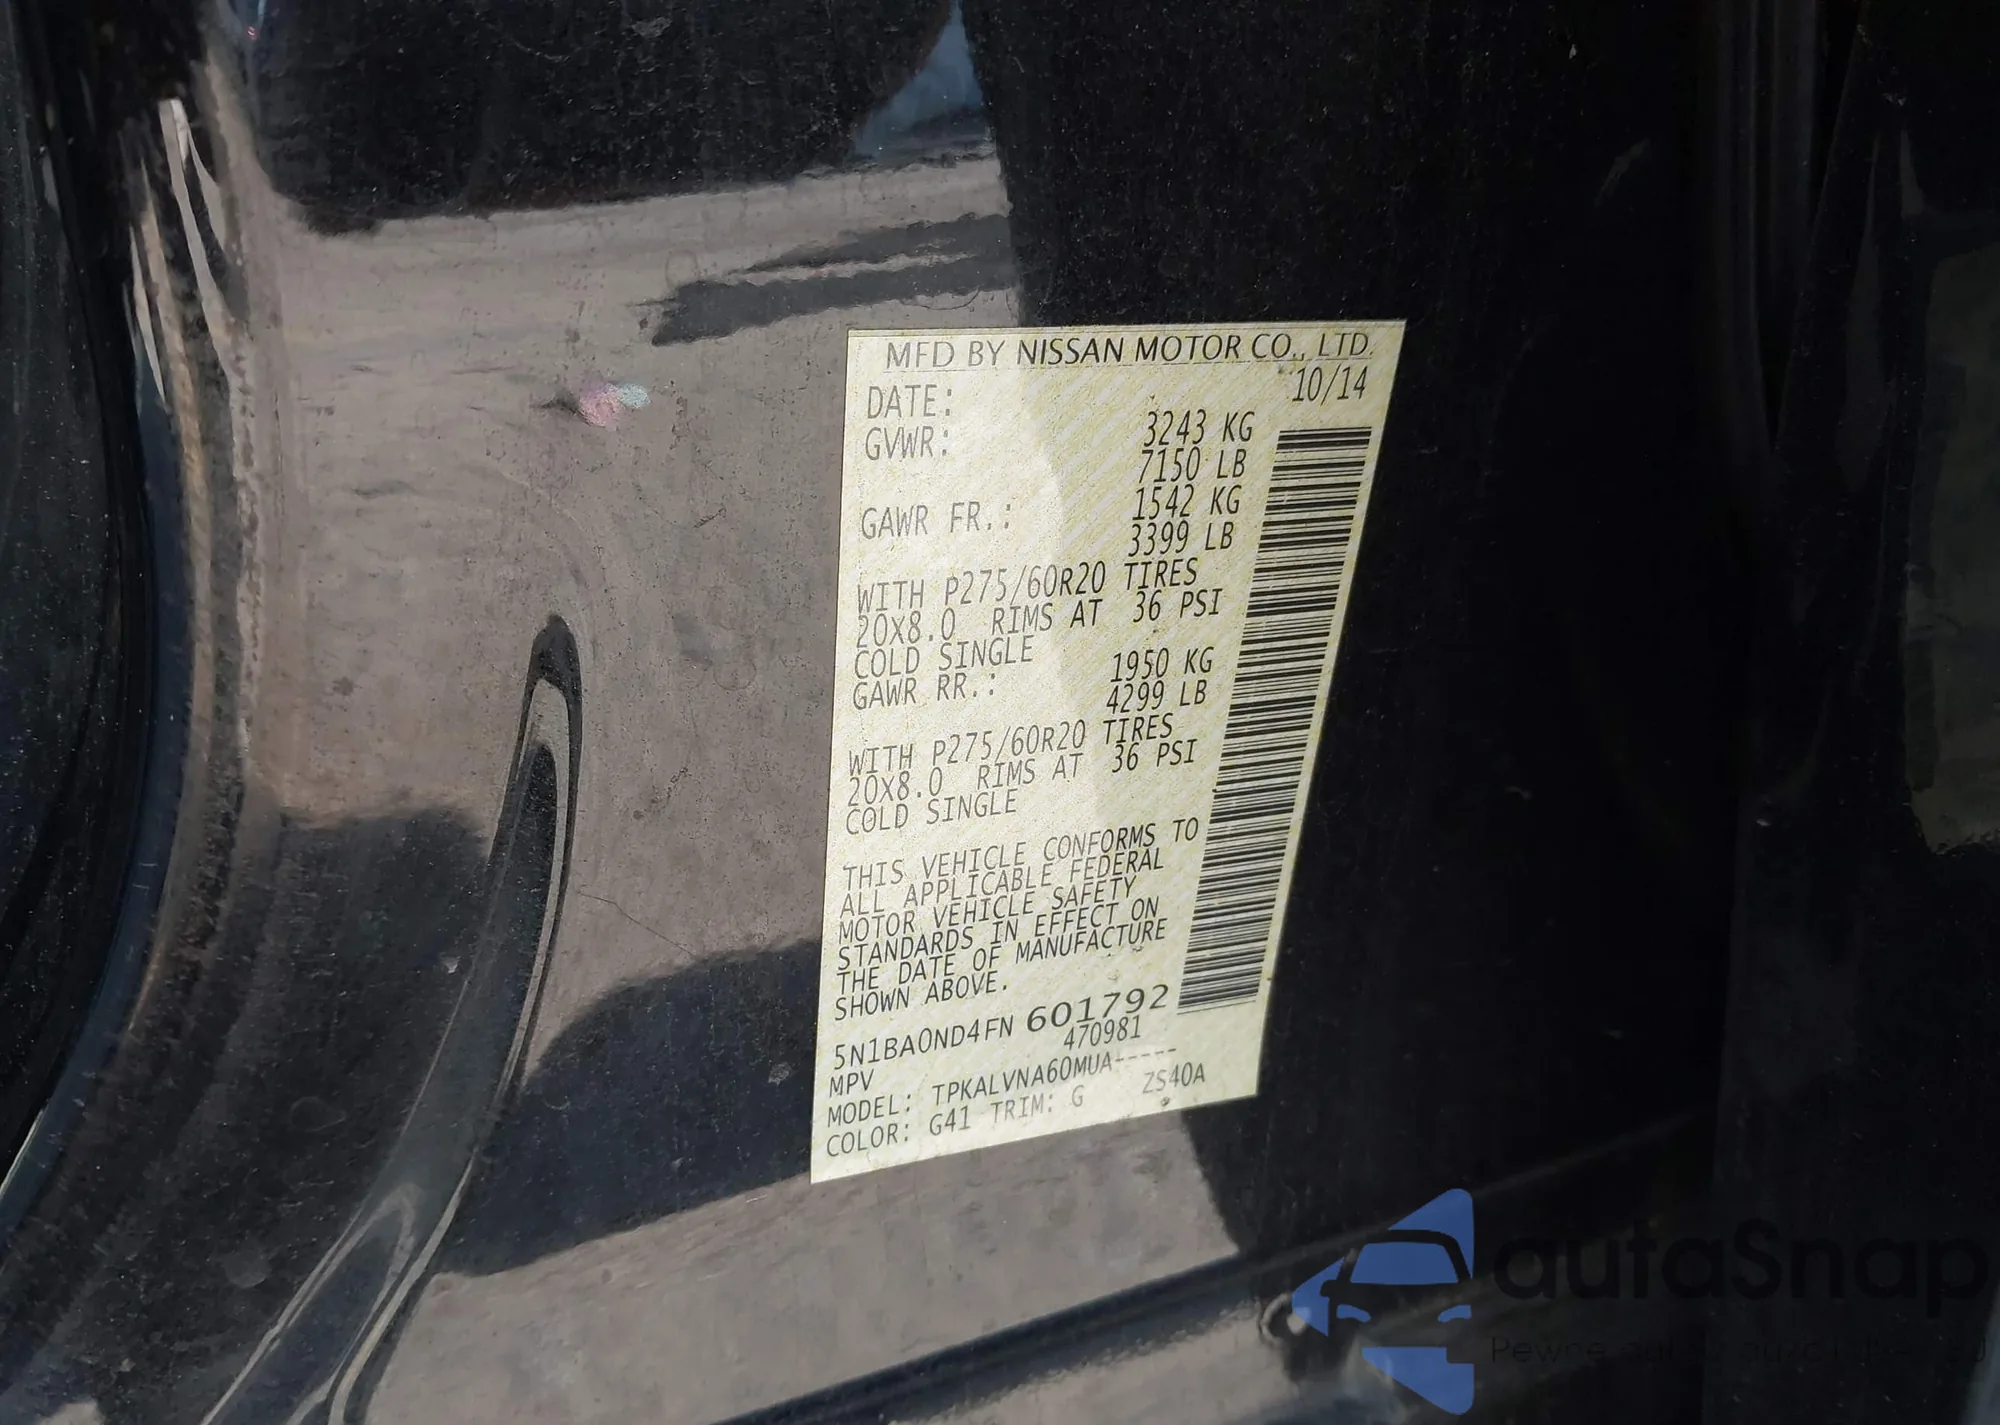 MFD BY NISSAN MOTOR CO., LTD.
DATE: 10/14
GVWR: 3243 KG
7150 LB
GAWR FR.: 1542 KG
3399 LB
WITH P275/60R20 TIRES
20X8.0 RIMS AT 36 PSI
COLD SINGLE
GAWR RR.: 1950 KG
4299 LB
WITH P275/60R20 TIRES
20X8.0 RIMS AT 36 PSI
COLD SINGLE
THIS VEHICLE CONFORMS TO
ALL APPLICABLE FEDERAL
MOTOR VEHICLE SAFETY
STANDARDS IN EFFECT ON
THE DATE OF MANUFACTURE
SHOWN ABOVE.
5N1BA0ND4FN 601792
MPV 470981
MODEL: TPKALVNA60MUA-----
COLOR: G41 TRIM: G ZS40A
autaSnap
Pewne auta z